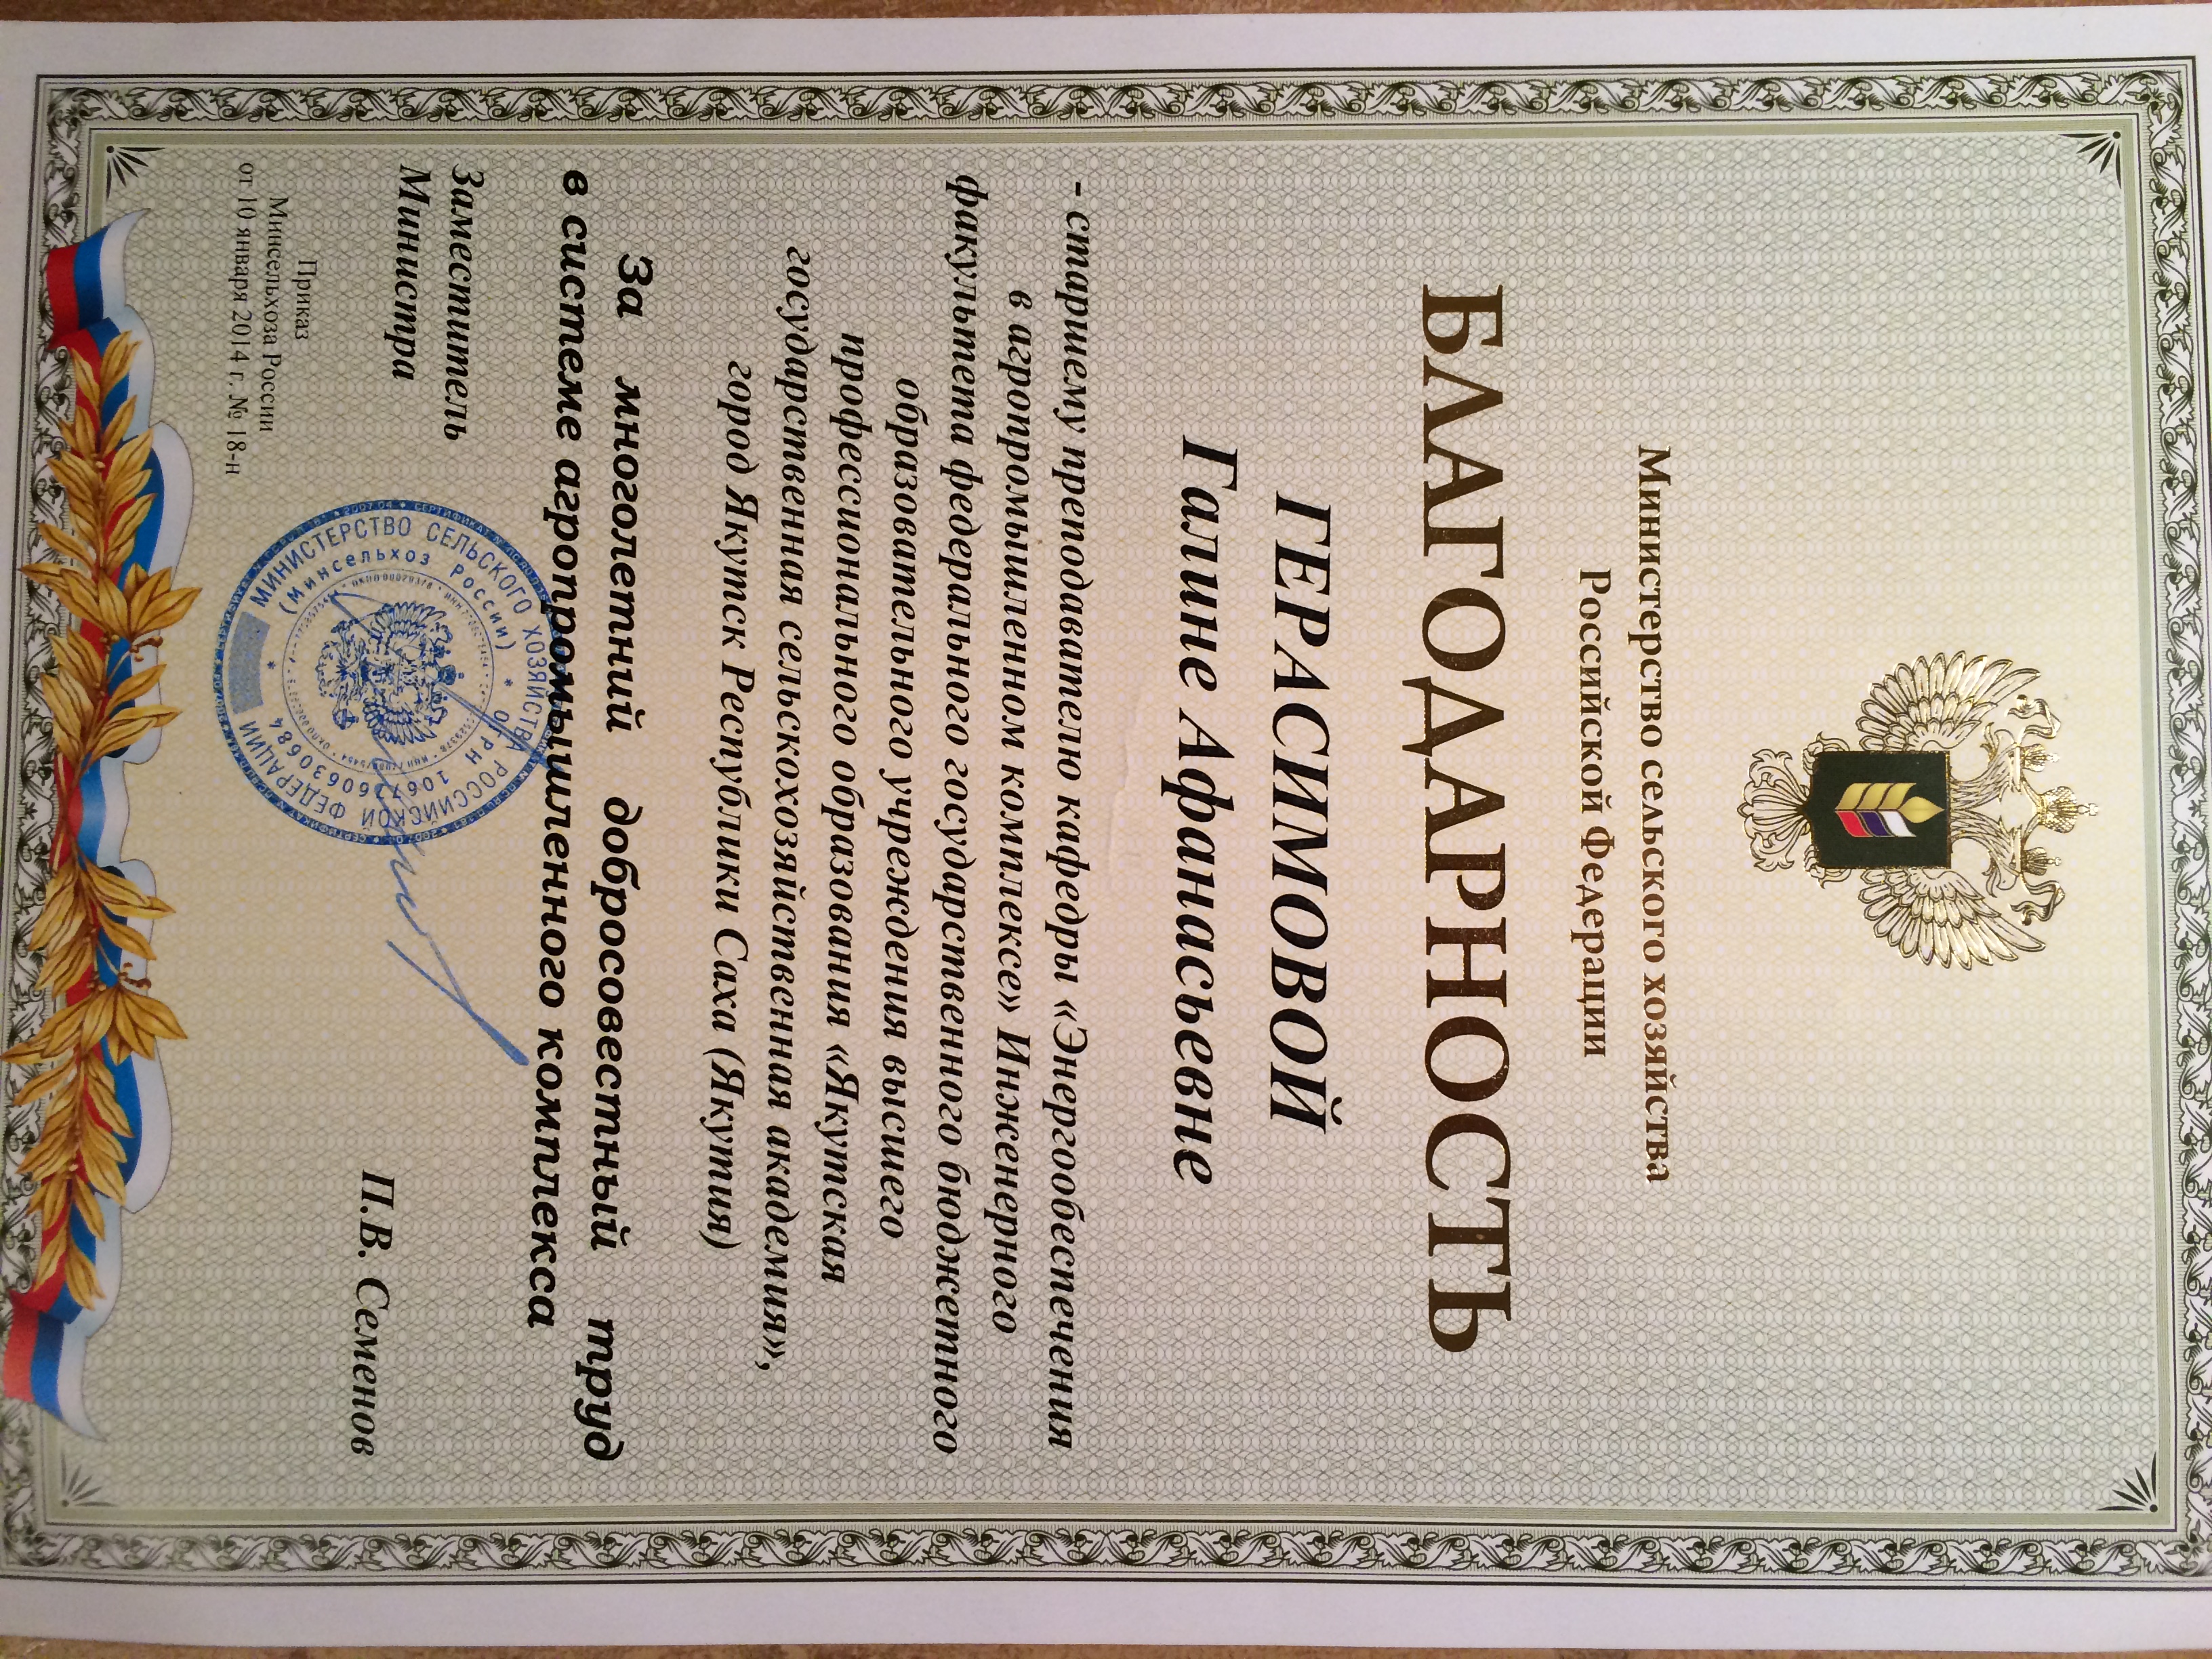 Министерство сельского хозяйства
Российской Федерации
БЛАГОДАРНОСТЬ
ГЕРАСИМОВОЙ
Галине Афанасьевне
- старшему преподавателю кафедры «Энергообеспечения
в агропромышленном комплексе» Инженерного
факультета федерального государственного бюджетного
образовательного учреждения высшего
профессионального образования «Якутская
государственная сельскохозяйственная академия»,
город Якутск Республики Саха (Якутия)
За многолетний добросовестный труд
в системе агропромышленного комплекса
Заместитель
Министра
П.В. Семенов
МИНИСТЕРСТВО СЕЛЬСКОГО ХОЗЯЙСТВА РОССИЙСКОЙ ФЕДЕРАЦИИ
(Минсельхоз России) * ОГРН 1067760630684 *
Приказ
Минсельхоза России
от 10 января 2014 г. № 18-н